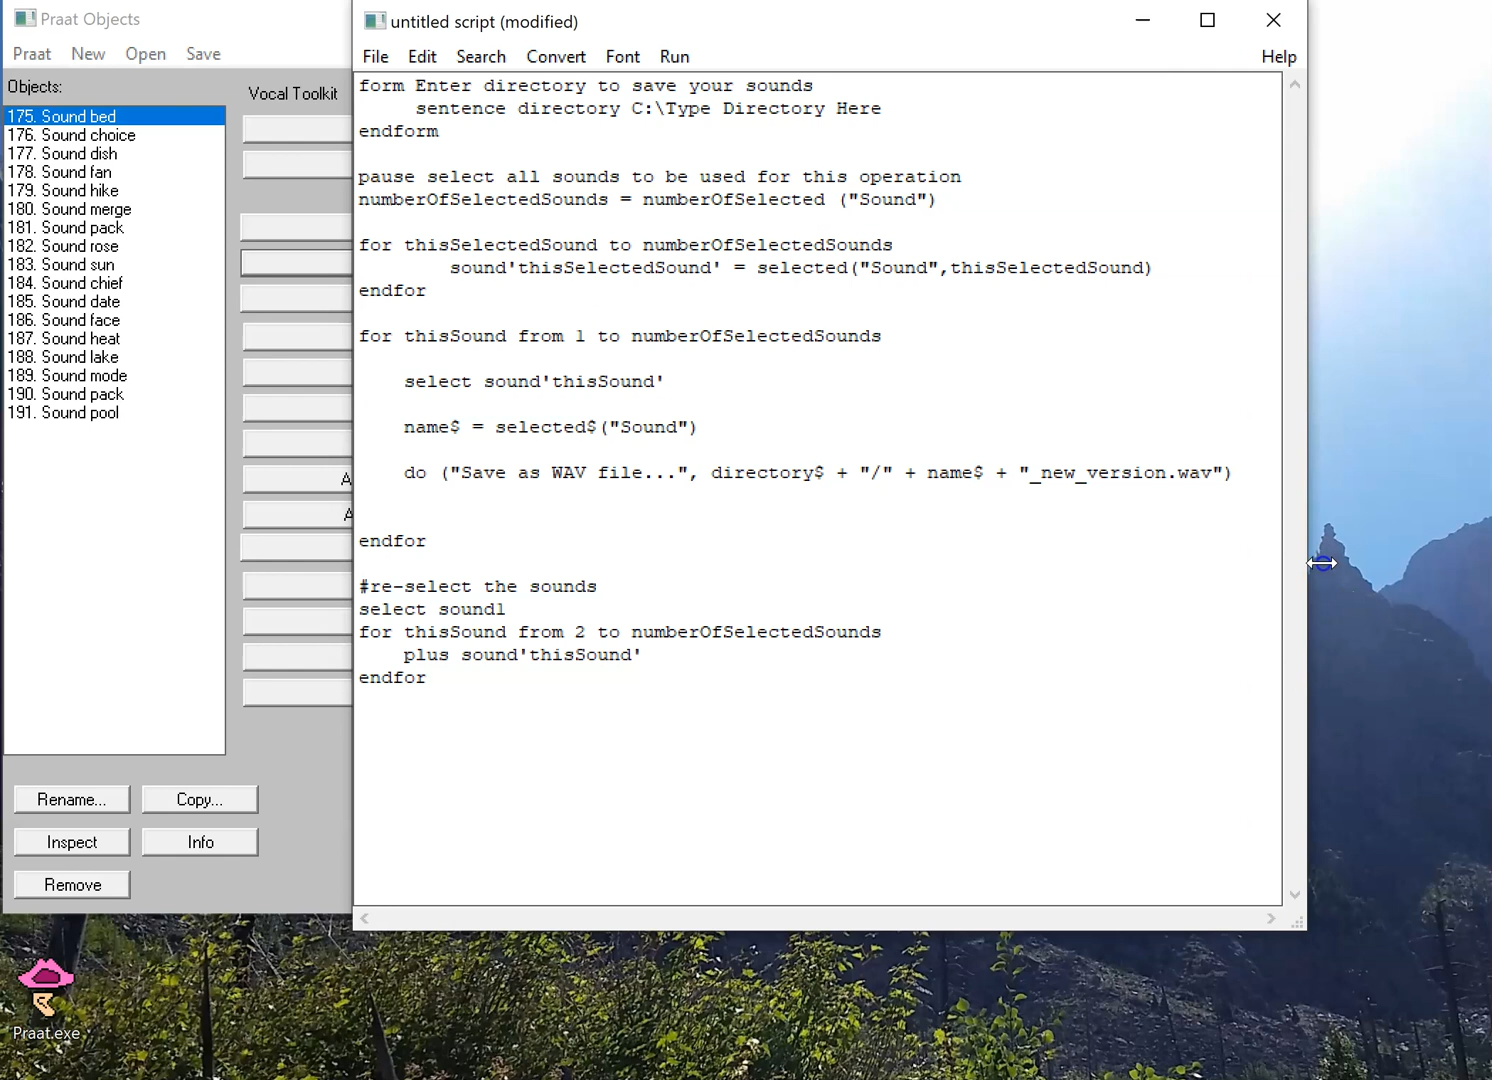 Praat Objects
Praat New Open Save
Objects:
175. Sound bed
176. Sound choice
177. Sound dish
178. Sound fan
179. Sound hike
180. Sound merge
181. Sound pack
182. Sound rose
183. Sound sun
184. Sound chief
185. Sound date
186. Sound face
187. Sound heat
188. Sound lake
189. Sound mode
190. Sound pack
191. Sound pool
Vocal Toolkit
A
A
Rename... Copy...
Inspect Info
Remove
untitled script (modified)
File Edit Search Convert Font Run Help
form Enter directory to save your sounds
sentence directory C:\Type Directory Here
endform
pause select all sounds to be used for this operation
numberOfSelectedSounds = numberOfSelected ("Sound")
for thisSelectedSound to numberOfSelectedSounds
sound'thisSelectedSound' = selected("Sound",thisSelectedSound)
endfor
for thisSound from 1 to numberOfSelectedSounds
select sound'thisSound'
name$ = selected$("Sound")
do ("Save as WAV file...", directory$ + "/" + name$ + "_new_version.wav")
endfor
#re-select the sounds
select sound1
for thisSound from 2 to numberOfSelectedSounds
plus sound'thisSound'
endfor
Praat.exe